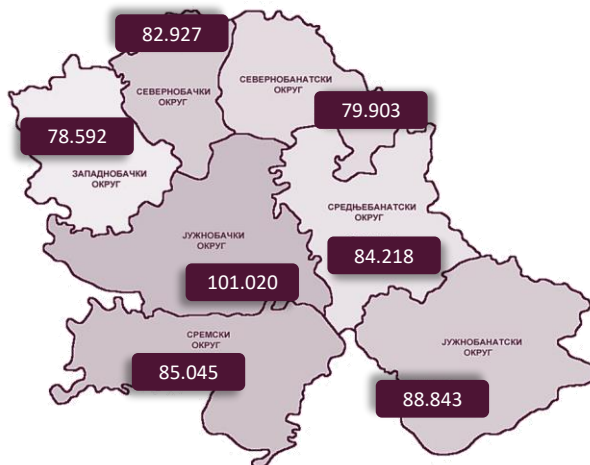 82.927
СЕВЕРНОБАЧКИ
ОКРУГ
СЕВЕРНОБАНАТСКИ
ОКРУГ
79.903
78.592
ЗАПАДНОБАЧКИ
ОКРУГ
СРЕДЊЕБАНАТСКИ
ОКРУГ
84.218
ЈУЖНОБАЧКИ
ОКРУГ
101.020
СРЕМСКИ
ОКРУГ
85.045
ЈУЖНОБАНАТСКИ
ОКРУГ
88.843